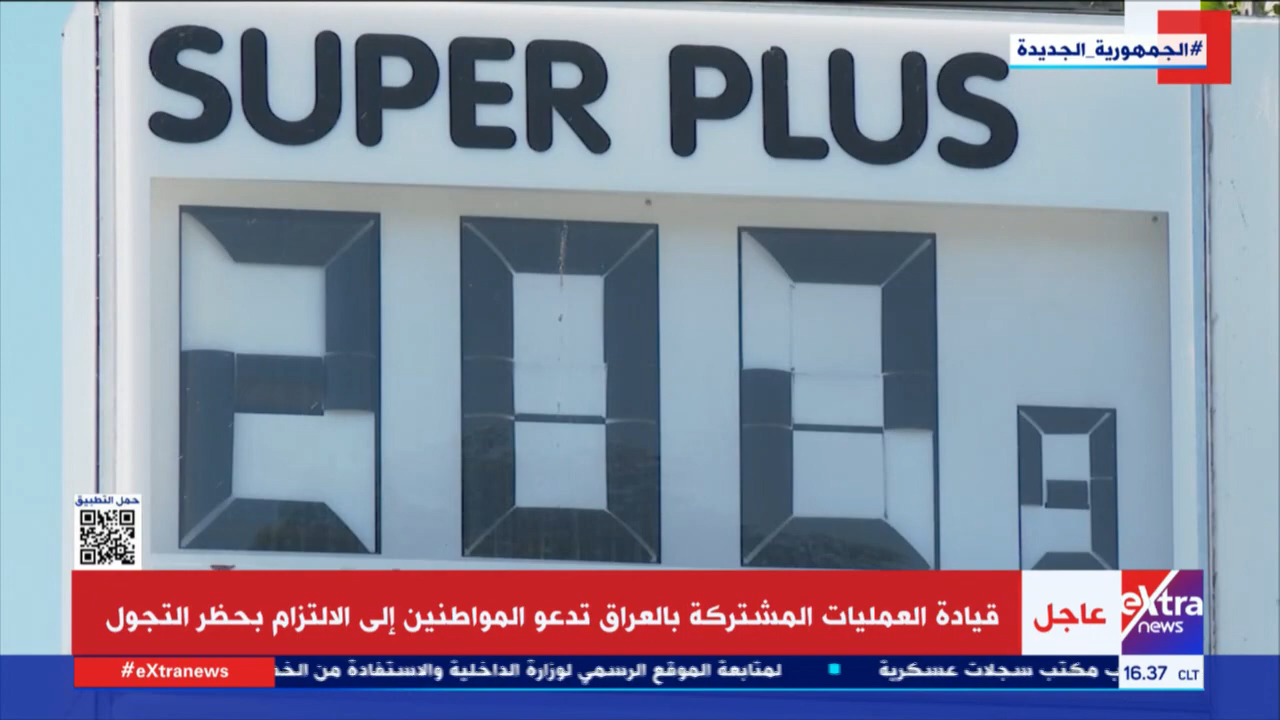 #الجمهورية_الجديدة
SUPER PLUS
9
حمل التطبيق
عاجل
قيادة العمليات المشتركة بالعراق تدعو المواطنين إلى الالتزام بحظر التجول
eXtra
news
مكتب سجلات عسكرية
لمتابعة الموقع الرسمي لوزارة الداخلية والاستفادة من
#eXtranews
16.37 CLT